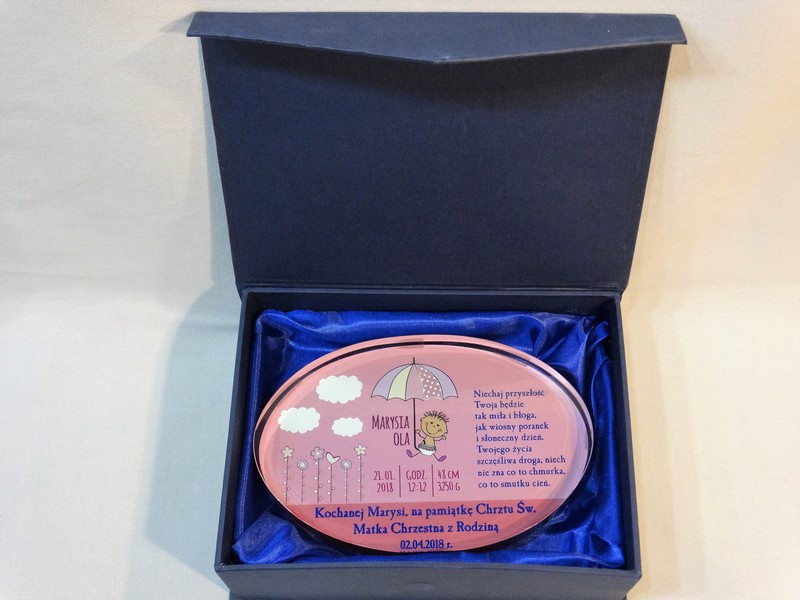 MARYSIA
OLA
21.01.
2018
GODZ.
12:12
48 CM
3250 G
Niechaj przyszłość
Twoja będzie
tak miła i błoga,
jak wiosny poranek
i słoneczny dzień.
Twojego życia
szczęśliwa droga, niech
nie zna co to chmurka,
co to smutku cień.
Kochanej Marysi, na pamiątkę Chrztu Św.
Matka Chrzestna z Rodziną
02.04.2018 r.